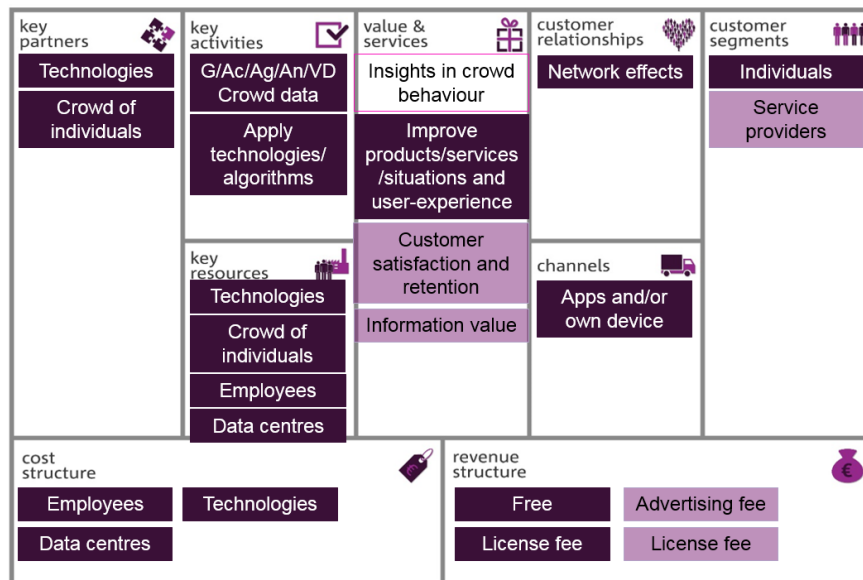 key
partners
Technologies
Crowd of
individuals
key
activities
G/Ac/Ag/An/VD
Crowd data
Apply
technologies/
algorithms
key
resources
Technologies
Crowd of
individuals
Employees
Data centres
value &
services
Insights in crowd
behaviour
Improve
products/services
/situations and
user-experience
Customer
satisfaction and
retention
Information value
customer
relationships
Network effects
channels
Apps and/or
own device
customer
segments
Individuals
Service
providers
cost
structure
€
Employees
Technologies
Data centres
revenue
structure
€
Free
Advertising fee
License fee
License fee